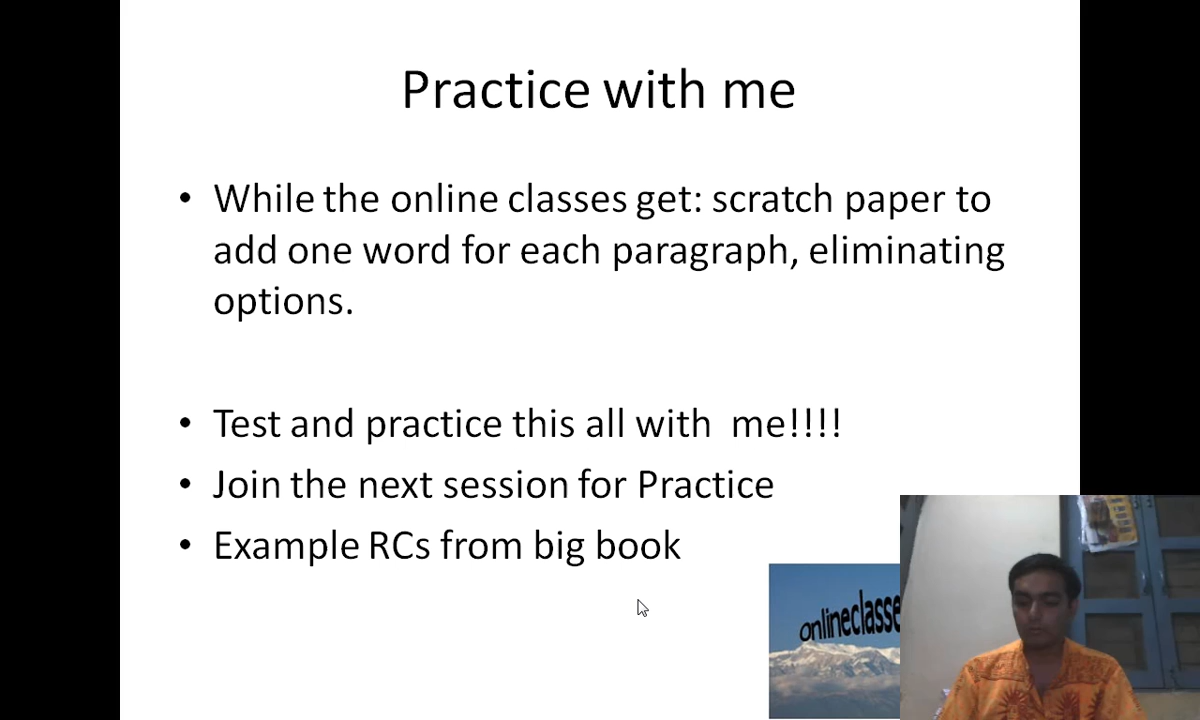 Practice with me
• While the online classes get: scratch paper to
add one word for each paragraph, eliminating
options.
• Test and practice this all with  me!!!!
• Join the next session for Practice
• Example RCs from big book
onlineclasse